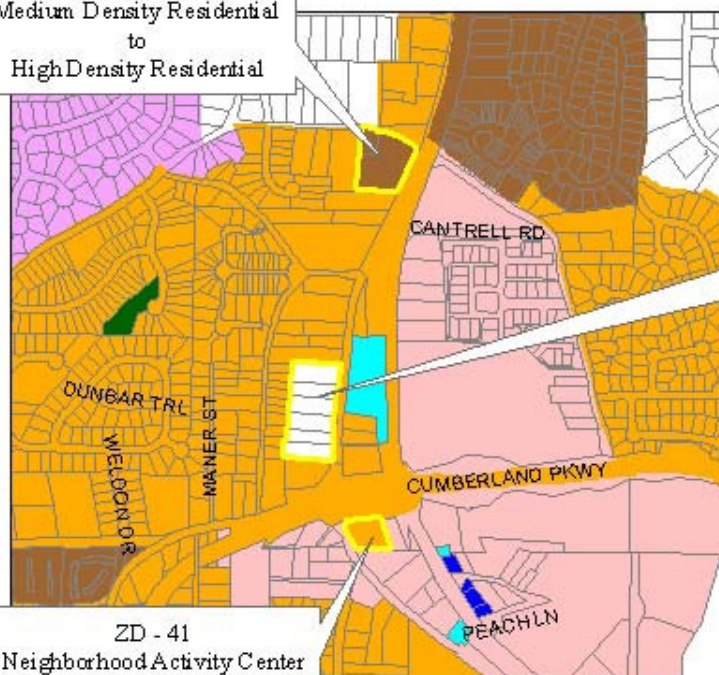 Medium Density Residential
to
High Density Residential
CANTRELL RD
DUNBAR TRL
MANER ST
WELDON DR
CUMBERLAND PKWY
PEACH LN
ZD - 41
Neighborhood Activity Center